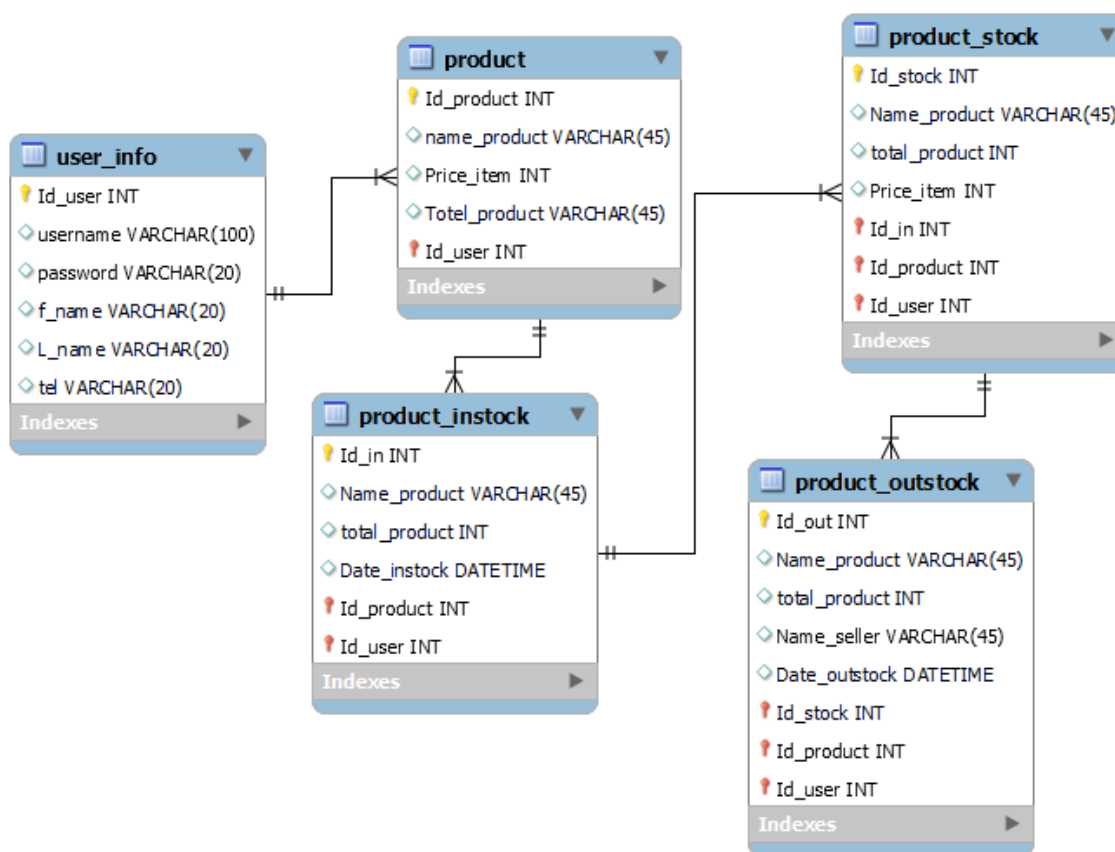 user_info
Id_user INT
username VARCHAR(100)
password VARCHAR(20)
f_name VARCHAR(20)
L_name VARCHAR(20)
tel VARCHAR(20)
Indexes
product
Id_product INT
name_product VARCHAR(45)
Price_item INT
Totel_product VARCHAR(45)
Id_user INT
Indexes
product_instock
Id_in INT
Name_product VARCHAR(45)
total_product INT
Date_instock DATETIME
Id_product INT
Id_user INT
Indexes
product_stock
Id_stock INT
Name_product VARCHAR(45)
total_product INT
Price_item INT
Id_in INT
Id_product INT
Id_user INT
Indexes
product_outstock
Id_out INT
Name_product VARCHAR(45)
total_product INT
Name_seller VARCHAR(45)
Date_outstock DATETIME
Id_stock INT
Id_product INT
Id_user INT
Indexes